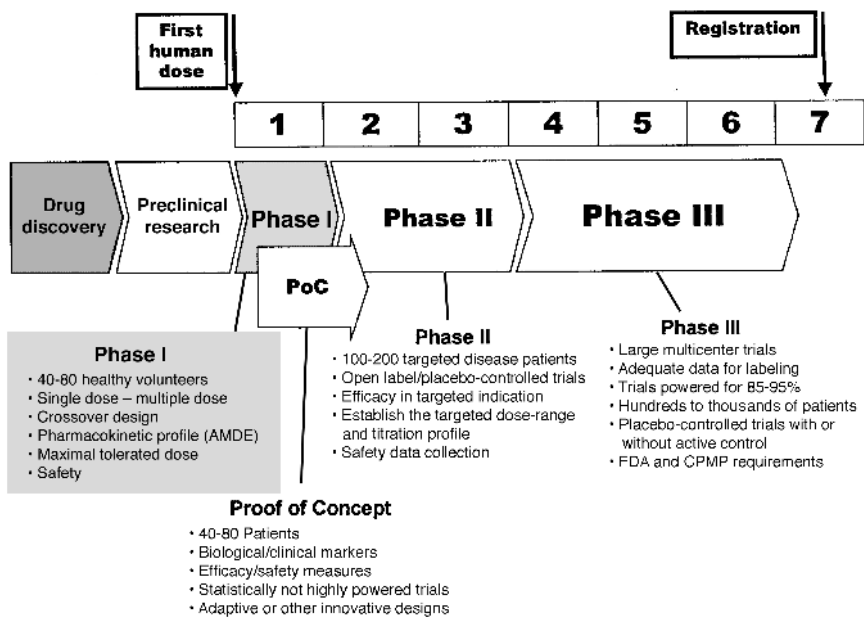 First
human
dose
Registration
1 2 3 4 5 6 7
Drug
discovery
Preclinical
research
Phase I
Phase II
Phase III
PoC
Phase I
• 40-80 healthy volunteers
• Single dose – multiple dose
• Crossover design
• Pharmacokinetic profile (AMDE)
• Maximal tolerated dose
• Safety
Phase II
• 100-200 targeted disease patients
• Open label/placebo-controlled trials
• Efficacy in targeted indication
• Establish the targeted dose-range
and titration profile
• Safety data collection
Phase III
• Large multicenter trials
• Adequate data for labeling
• Trials powered for 85-95%
• Hundreds to thousands of patients
• Placebo-controlled trials with or
without active control
• FDA and CPMP requirements
Proof of Concept
• 40-80 Patients
• Biological/clinical markers
• Efficacy/safety measures
• Statistically not highly powered trials
• Adaptive or other innovative designs